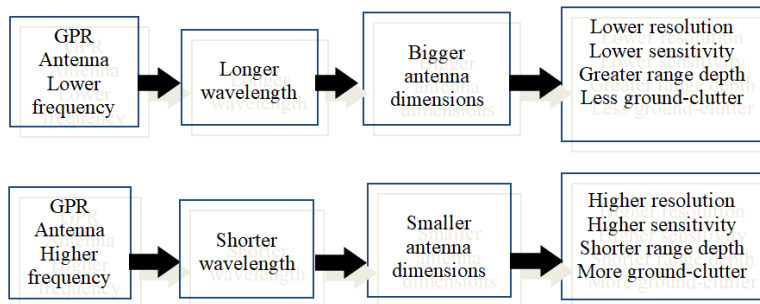 GPR
Antenna
Lower
frequency
Longer
wavelength
Bigger
antenna
dimensions
Lower resolution
Lower sensitivity
Greater range depth
Less ground-clutter
GPR
Antenna
Higher
frequency
Shorter
wavelength
Smaller
antenna
dimensions
Higher resolution
Higher sensitivity
Shorter range depth
More ground-clutter